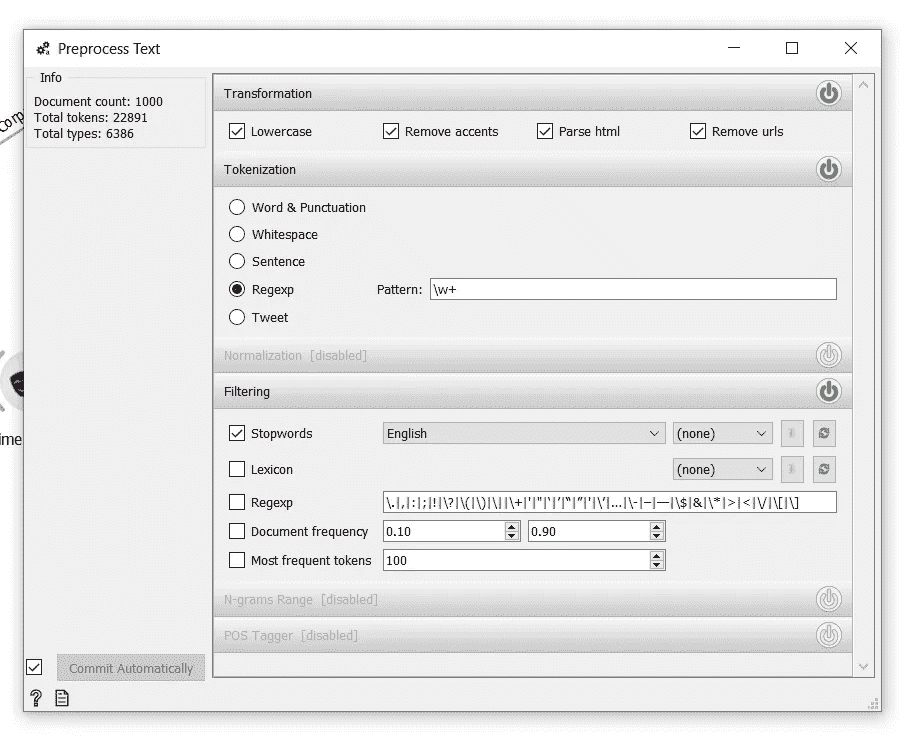 Preprocess Text
Info
Document count: 1000
Total tokens: 22891
Total types: 6386
Corp
ime
Transformation
Lowercase Remove accents Parse html Remove urls
Tokenization
Word & Punctuation
Whitespace
Sentence
Regexp Pattern: \w+
Tweet
Normalization [disabled]
Filtering
Stopwords English (none)
Lexicon (none)
Regexp \.|,|:|;|!|\?|\(|\)|\||\+|'|"|‘|’|“|”|'|\’|...|\-|–|—|\$|&|\*|>|<|\/|\[|\]
Document frequency 0.10 0.90
Most frequent tokens 100
N-grams Range [disabled]
POS Tagger [disabled]
Commit Automatically
?